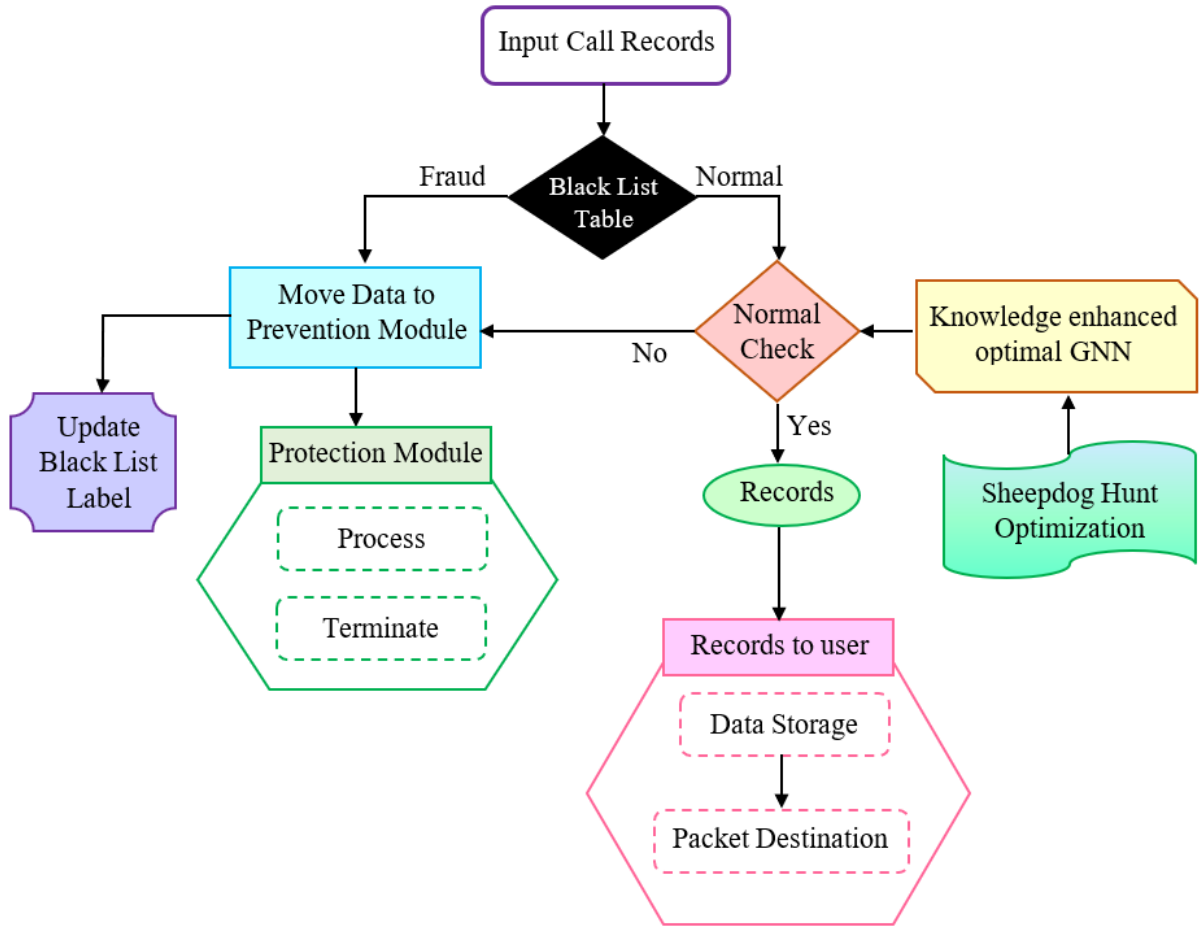 Input Call Records
Fraud
Black List
Table
Normal
Move Data to
Prevention Module
No
Normal
Check
Knowledge enhanced
optimal GNN
Update
Black List
Label
Yes
Protection Module
Process
Terminate
Records
Sheepdog Hunt
Optimization
Records to user
Data Storage
Packet Destination